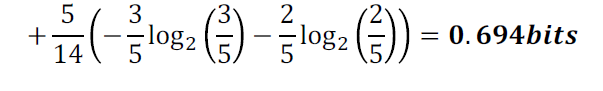 + 5/14 (− 3/5 log₂ (3/5) − 2/5 log₂ (2/5)) = 0.694bits